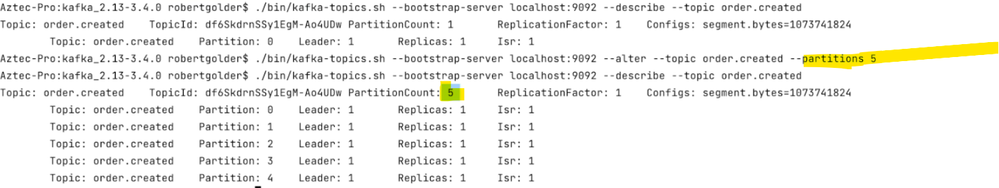 Aztec-Pro:kafka_2.13-3.4.0 robertgolder$ ./bin/kafka-topics.sh --bootstrap-server localhost:9092 --describe --topic order.created
Topic: order.created TopicId: df6SkdrnSSy1EgM-Ao4UDw PartitionCount: 1 ReplicationFactor: 1 Configs: segment.bytes=1073741824
Topic: order.created Partition: 0 Leader: 1 Replicas: 1 Isr: 1
Aztec-Pro:kafka_2.13-3.4.0 robertgolder$ ./bin/kafka-topics.sh --bootstrap-server localhost:9092 --alter --topic order.created --partitions 5
Aztec-Pro:kafka_2.13-3.4.0 robertgolder$ ./bin/kafka-topics.sh --bootstrap-server localhost:9092 --describe --topic order.created
Topic: order.created TopicId: df6SkdrnSSy1EgM-Ao4UDw PartitionCount: 5 ReplicationFactor: 1 Configs: segment.bytes=1073741824
Topic: order.created Partition: 0 Leader: 1 Replicas: 1 Isr: 1
Topic: order.created Partition: 1 Leader: 1 Replicas: 1 Isr: 1
Topic: order.created Partition: 2 Leader: 1 Replicas: 1 Isr: 1
Topic: order.created Partition: 3 Leader: 1 Replicas: 1 Isr: 1
Topic: order.created Partition: 4 Leader: 1 Replicas: 1 Isr: 1